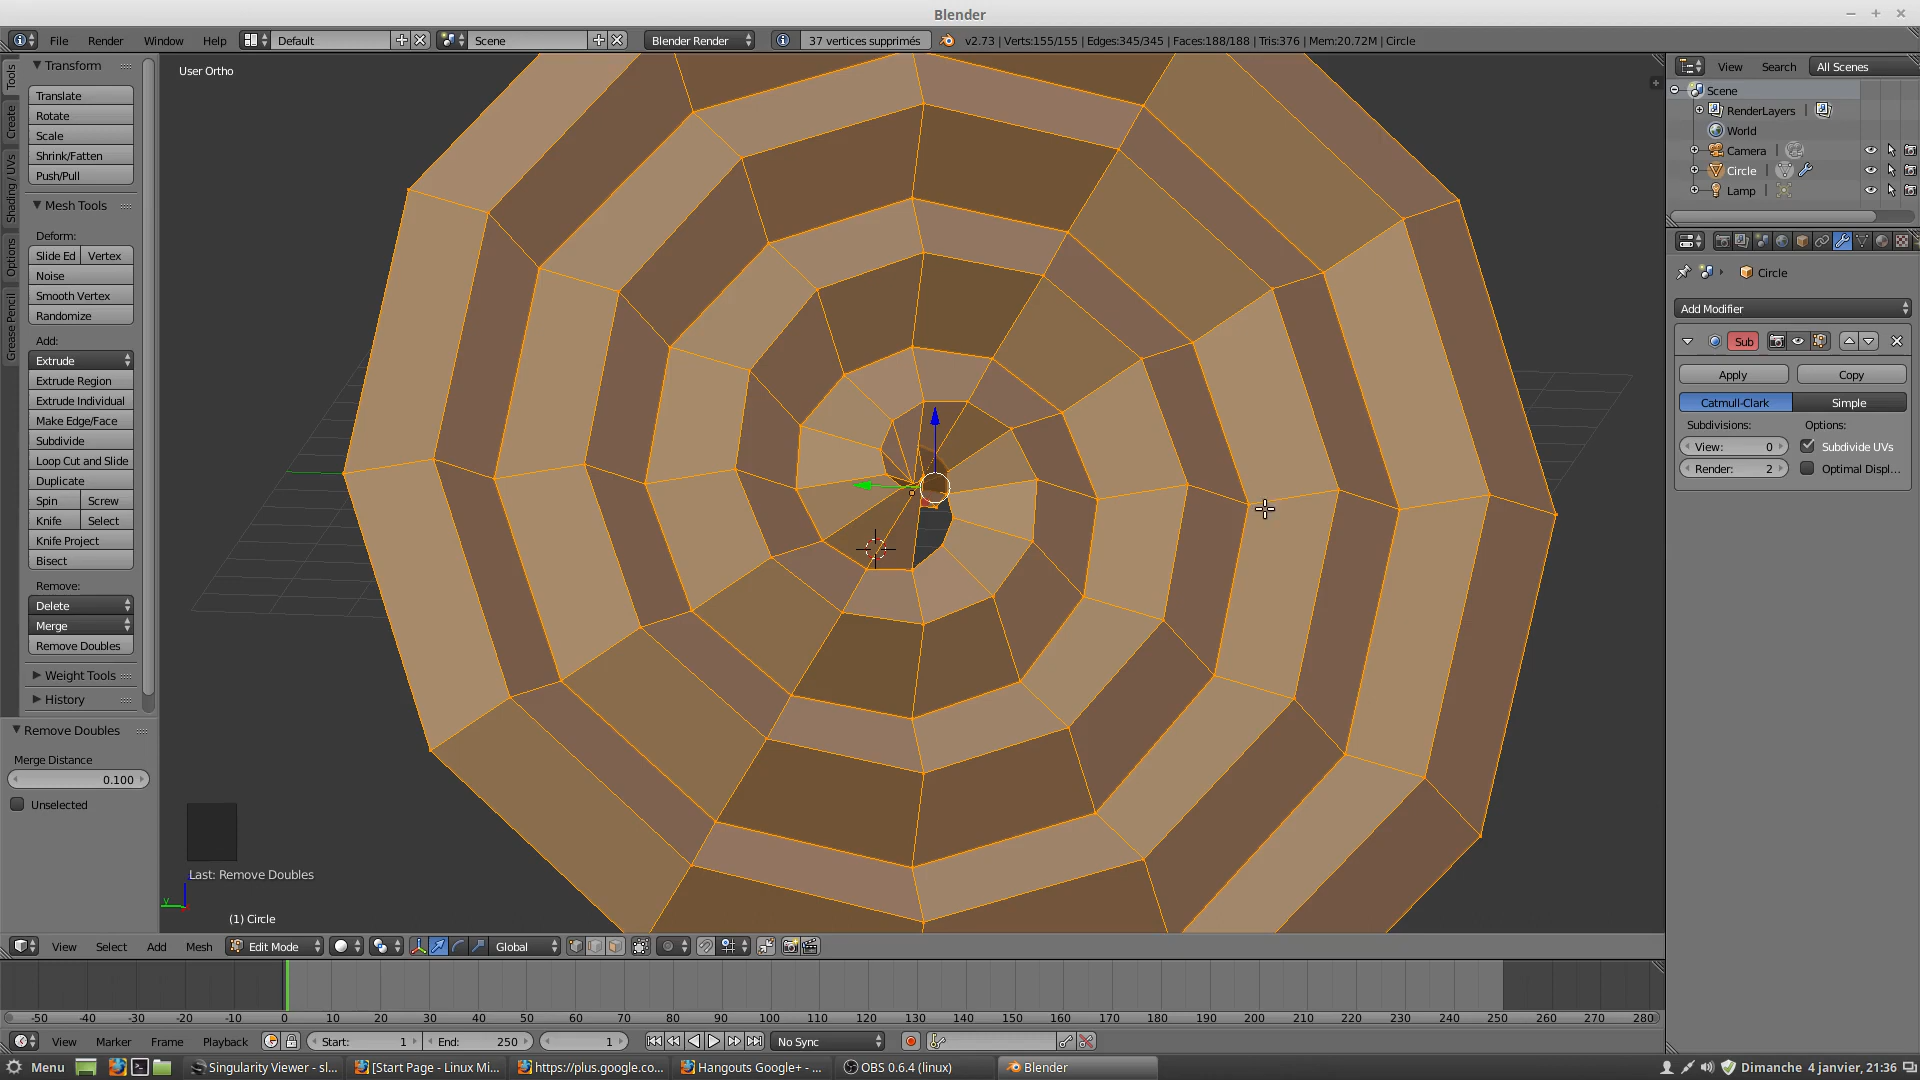 Blender
File Render Window Help Default Scene Blender Render 37 vertices supprimés v2.73 | Verts:155/155 | Edges:345/345 | Faces:188/188 | Tris:376 | Mem:20.72M | Circle
Tools
Create
Shading / UVs
Options
Grease Pencil
Transform
Translate
Rotate
Scale
Shrink/Fatten
Push/Pull
Mesh Tools
Deform:
Slide Ed Vertex
Noise
Smooth Vertex
Randomize
Add:
Extrude
Extrude Region
Extrude Individual
Make Edge/Face
Subdivide
Loop Cut and Slide
Duplicate
Spin Screw
Knife Select
Knife Project
Bisect
Remove:
Delete
Merge
Remove Doubles
Weight Tools
History
Remove Doubles
Merge Distance
0.100
Unselected
User Ortho
Last: Remove Doubles
y
(1) Circle
View Search All Scenes
Scene
RenderLayers
World
Camera
Circle
Lamp
Circle
Add Modifier
Sub
Apply Copy
Catmull-Clark Simple
Subdivisions: Options:
View: 0 Subdivide UVs
Render: 2 Optimal Displ...
View Select Add Mesh Edit Mode Global
-50 -40 -30 -20 -10 0 10 20 30 40 50 60 70 80 90 100 110 120 130 140 150 160 170 180 190 200 210 220 230 240 250 260 270 280
View Marker Frame Playback Start: 1 End: 250 1 No Sync
Menu Singularity Viewer - sl... [Start Page - Linux Mi... https://plus.google.co... Hangouts Google+ - ... OBS 0.6.4 (linux) Blender Dimanche 4 janvier, 21:36